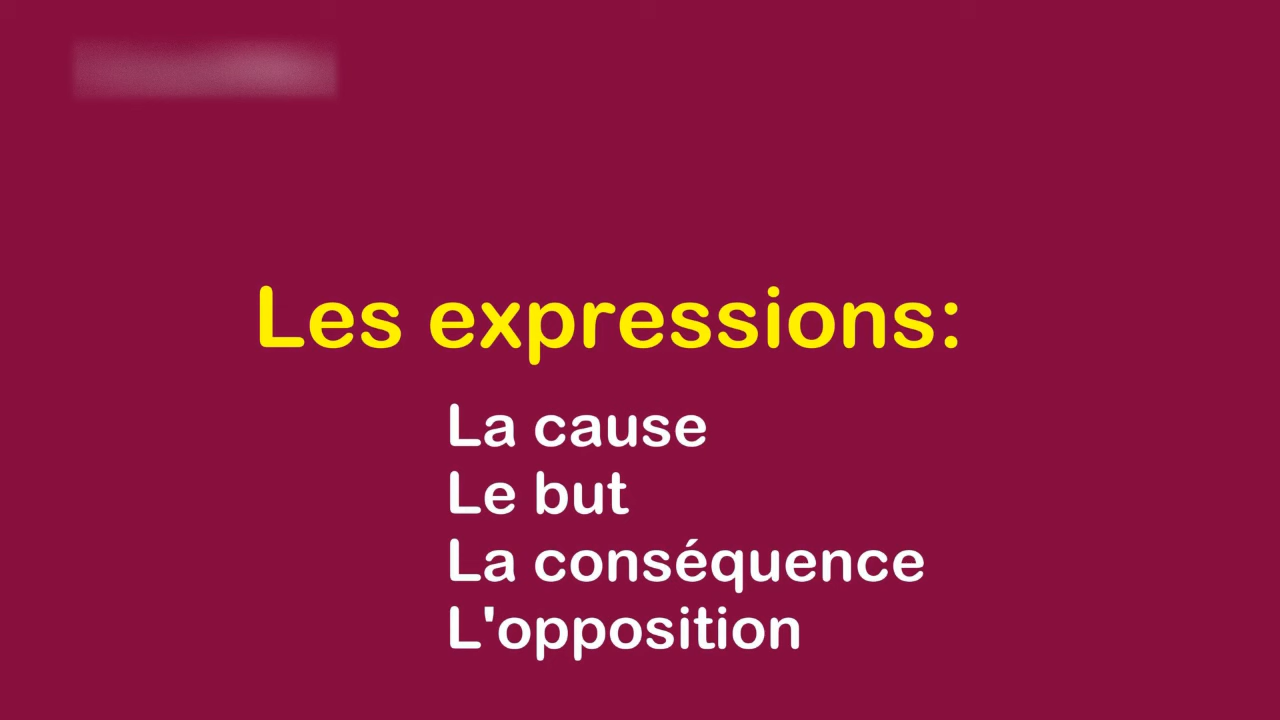 Les expressions:
La cause
Le but
La conséquence
L'opposition